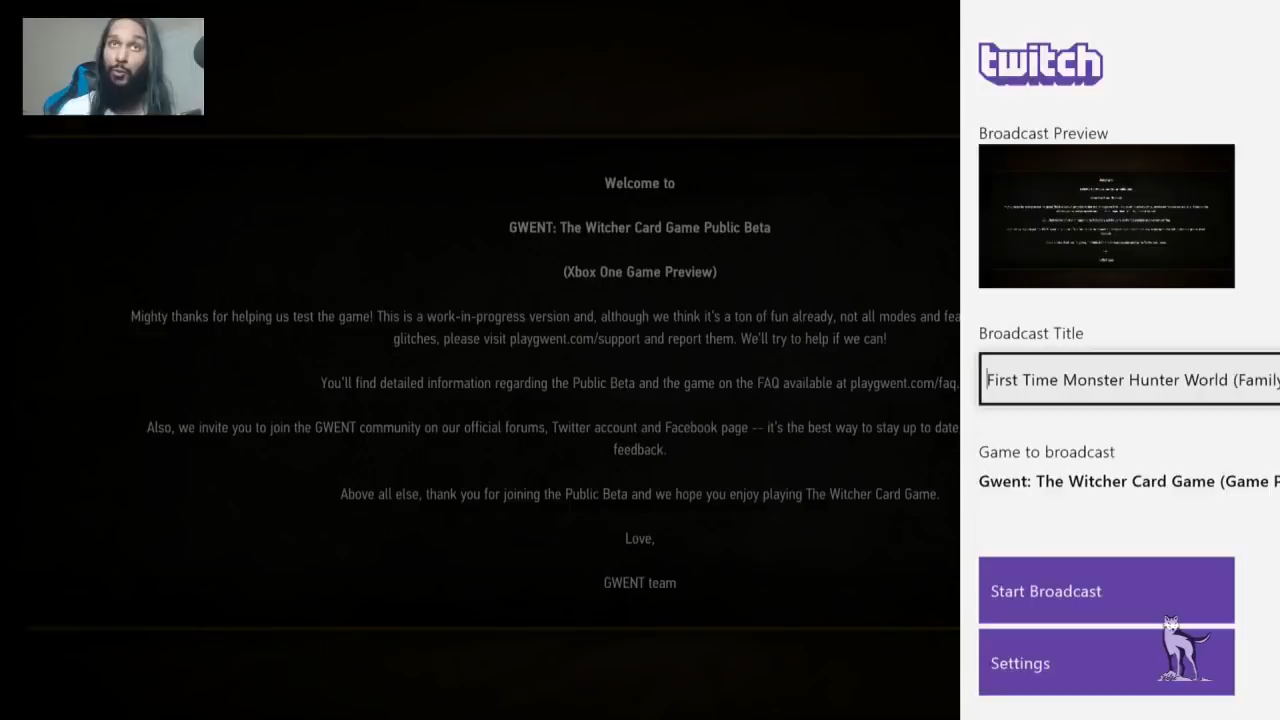 twitch
Broadcast Preview
Broadcast Title
First Time Monster Hunter World (Family
Game to broadcast
Gwent: The Witcher Card Game (Game P
Start Broadcast
Settings
Welcome to
GWENT: The Witcher Card Game Public Beta
(Xbox One Game Preview)
Mighty thanks for helping us test the game! This is a work-in-progress version and, although we think it's a ton of fun already, not all modes and fea
glitches, please visit playgwent.com/support and report them. We'll try to help if we can!
You'll find detailed information regarding the Public Beta and the game on the FAQ available at playgwent.com/faq.
Also, we invite you to join the GWENT community on our official forums, Twitter account and Facebook page -- it's the best way to stay up to date
feedback.
Above all else, thank you for joining the Public Beta and we hope you enjoy playing The Witcher Card Game.
Love,
GWENT team